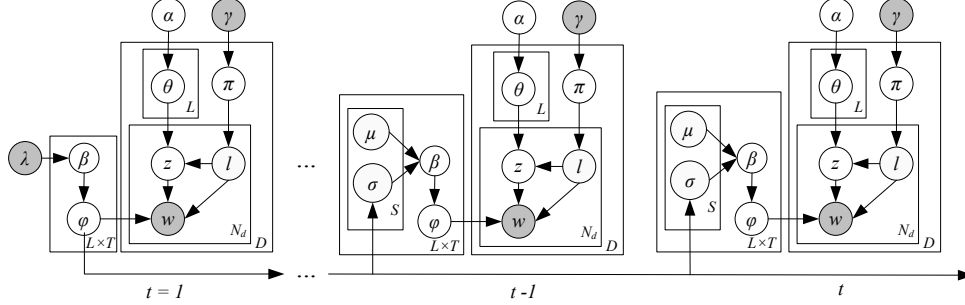 α γ α γ α γ
θ π θ π θ π
L L L
μ μ
λ β z l ... β z l β z l
σ σ
φ w S φ w S φ w
N_d L×T D N_d L×T D N_d L×T D
...
t = 1 t -1 t